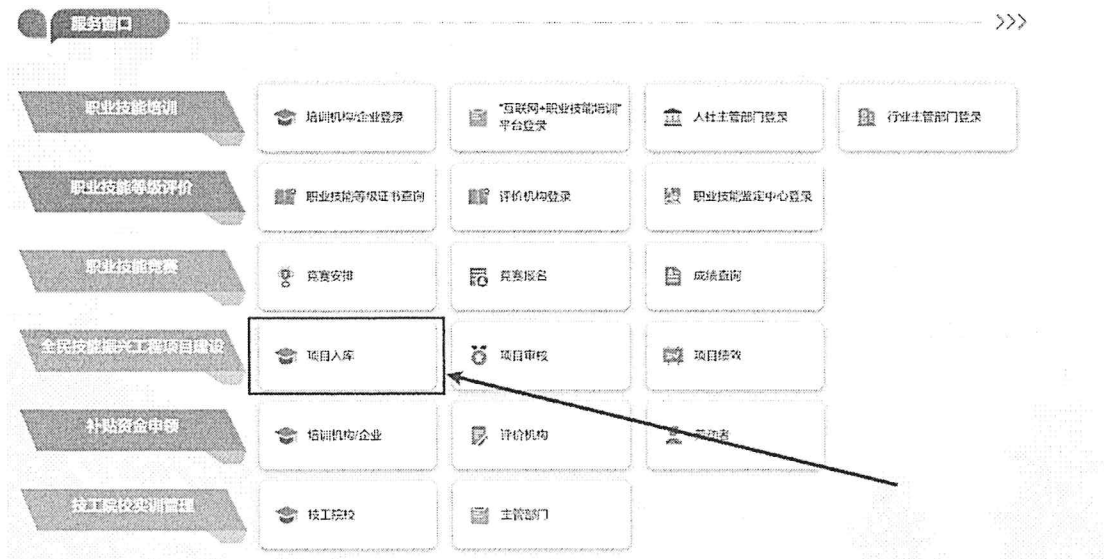 服务窗口
>>>
职业技能培训
培训机构/企业登录
"互联网+职业技能培训"
平台登录
人社主管部门登录
行业主管部门登录
职业技能等级评价
职业技能等级证书查询
评价机构登录
职业技能鉴定中心登录
职业技能竞赛
竞赛安排
竞赛报名
成绩查询
全民技能振兴工程项目建设
项目入库
项目审核
项目绩效
补贴资金申领
培训机构/企业
评价机构
劳动者
技工院校实训管理
技工院校
主管部门